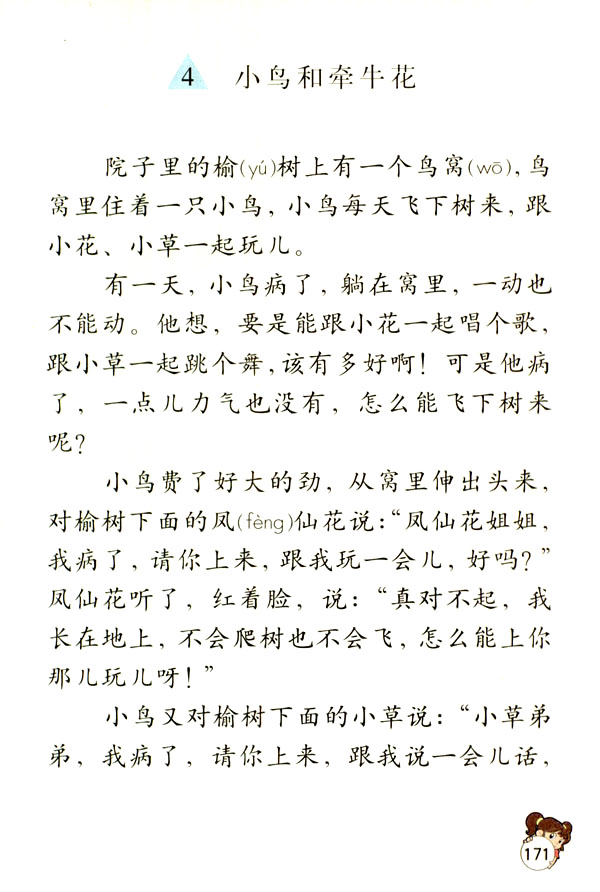 4 小鸟和牵牛花
院子里的榆(yú)树上有一个鸟窝(wō),鸟
窝里住着一只小鸟,小鸟每天飞下树来,跟
小花、小草一起玩儿。
有一天,小鸟病了,躺在窝里,一动也
不能动。他想,要是能跟小花一起唱个歌,
跟小草一起跳个舞,该有多好啊!可是他病
了,一点儿力气也没有,怎么能飞下树来
呢?
小鸟费了好大的劲,从窝里伸出头来,
对榆树下面的凤(fèng)仙花说:“凤仙花姐姐,
我病了,请你上来,跟我玩一会儿,好吗?”
凤仙花听了,红着脸,说:“真对不起,我
长在地上,不会爬树也不会飞,怎么能上你
那儿玩儿呀!”
小鸟又对榆树下面的小草说:“小草弟
弟,我病了,请你上来,跟我说一会儿话,
171